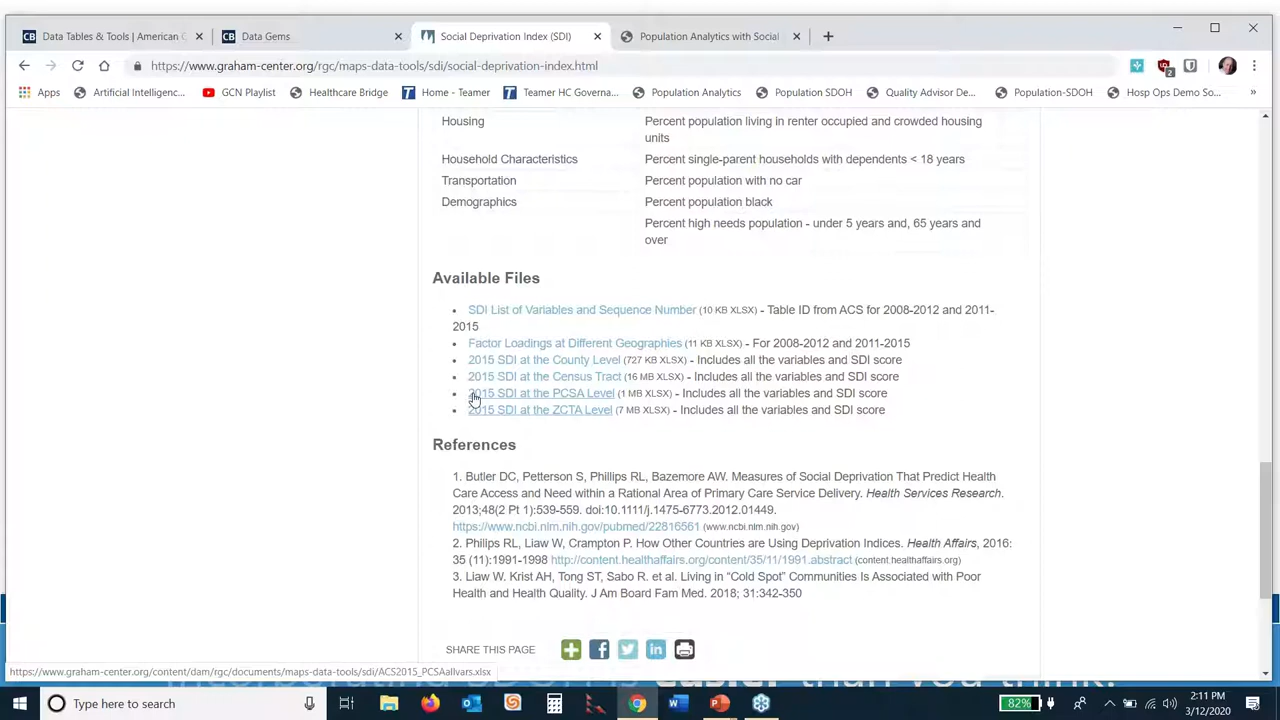 Data Tables & Tools | American C
Data Gems
Social Deprivation Index (SDI)
Population Analytics with Social
https://www.graham-center.org/rgc/maps-data-tools/sdi/social-deprivation-index.html
2
Apps
Artificial Intelligenc...
GCN Playlist
Healthcare Bridge
Home - Teamer
Teamer HC Governa...
Population Analytics
Population SDOH
Quality Advisor De...
Population-SDOH
Hosp Ops Demo So...
Housing
Percent population living in renter occupied and crowded housing
units
Household Characteristics
Percent single-parent households with dependents < 18 years
Transportation
Percent population with no car
Demographics
Percent population black
Percent high needs population - under 5 years and, 65 years and
over
Available Files
• SDI List of Variables and Sequence Number (10 KB XLSX) - Table ID from ACS for 2008-2012 and 2011-
2015
• Factor Loadings at Different Geographies (11 KB XLSX) - For 2008-2012 and 2011-2015
• 2015 SDI at the County Level (727 KB XLSX) - Includes all the variables and SDI score
• 2015 SDI at the Census Tract (16 MB XLSX) - Includes all the variables and SDI score
• 2015 SDI at the PCSA Level (1 MB XLSX) - Includes all the variables and SDI score
• 2015 SDI at the ZCTA Level (7 MB XLSX) - Includes all the variables and SDI score
References
1. Butler DC, Petterson S, Phillips RL, Bazemore AW. Measures of Social Deprivation That Predict Health
Care Access and Need within a Rational Area of Primary Care Service Delivery. Health Services Research.
2013;48(2 Pt 1):539-559. doi:10.1111/j.1475-6773.2012.01449.
https://www.ncbi.nlm.nih.gov/pubmed/22816561 (www.ncbi.nlm.nih.gov)
2. Philips RL, Liaw W, Crampton P. How Other Countries are Using Deprivation Indices. Health Affairs, 2016:
35 (11):1991-1998 http://content.healthaffairs.org/content/35/11/1991.abstract (content.healthaffairs.org)
3. Liaw W. Krist AH, Tong ST, Sabo R. et al. Living in “Cold Spot” Communities Is Associated with Poor
Health and Health Quality. J Am Board Fam Med. 2018; 31:342-350
SHARE THIS PAGE
https://www.graham-center.org/content/dam/rgc/documents/maps-data-tools/sdi/ACS2015_PCSAallvars.xlsx
Type here to search
82%
2:11 PM
3/12/2020